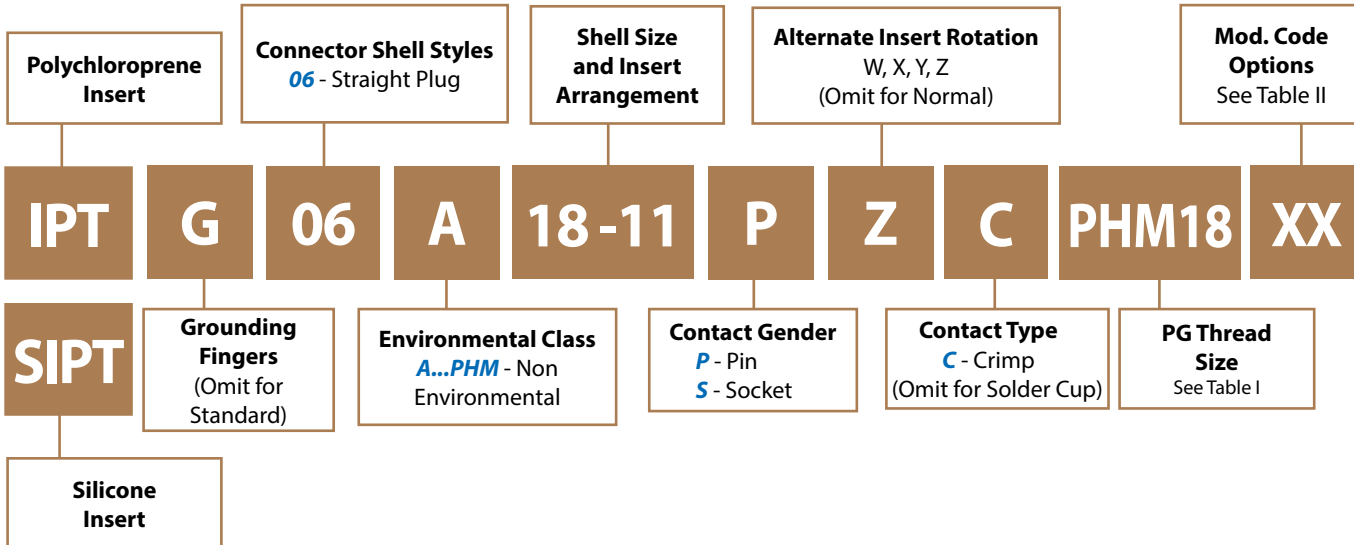 Polychloroprene
Insert
Connector Shell Styles
06 - Straight Plug
Shell Size
and Insert
Arrangement
Alternate Insert Rotation
W, X, Y, Z
(Omit for Normal)
Mod. Code
Options
See Table II
IPT G 06 A 18-11 P Z C PHM18 XX
SIPT
Grounding
Fingers
(Omit for
Standard)
Environmental Class
A...PHM - Non
Environmental
Contact Gender
P - Pin
S - Socket
Contact Type
C - Crimp
(Omit for Solder Cup)
PG Thread
Size
See Table I
Silicone
Insert